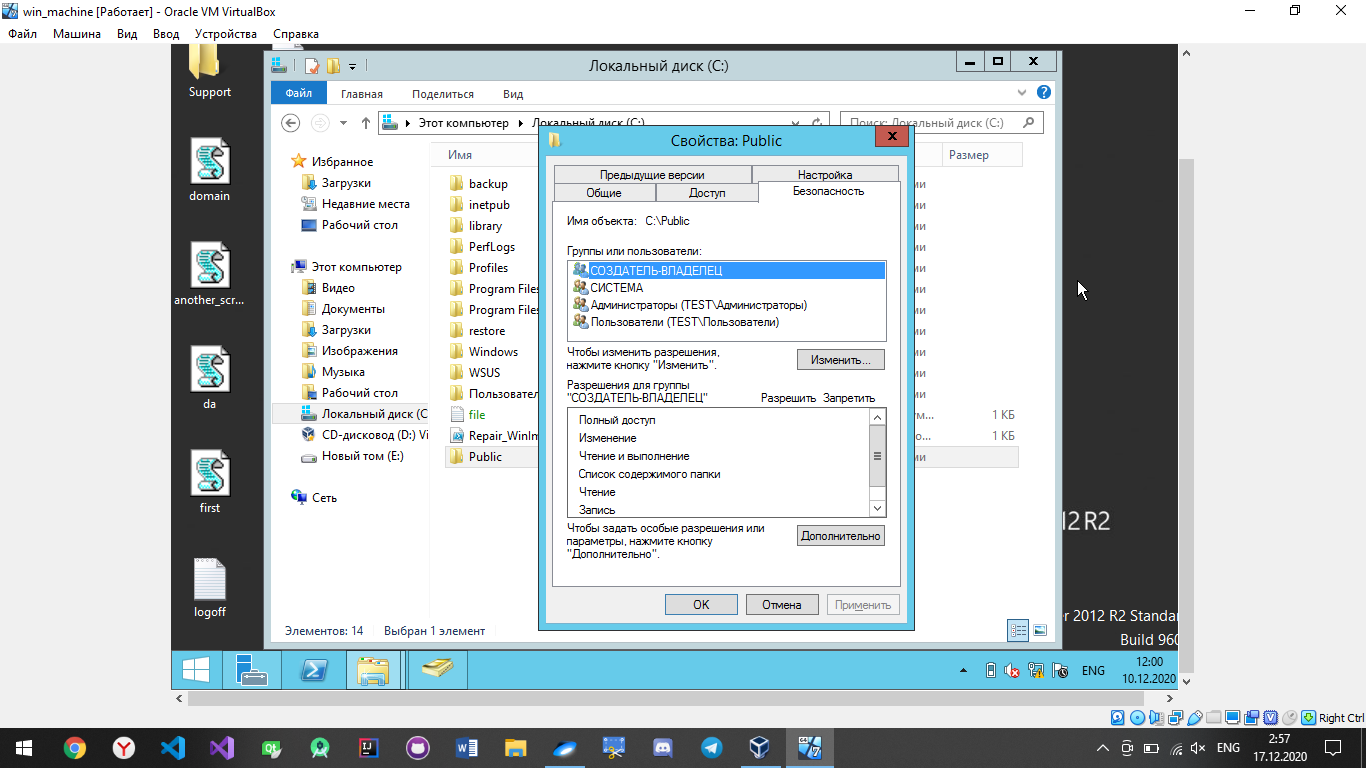 win_machine [Работает] - Oracle VM VirtualBox
Файл Машина Вид Ввод Устройства Справка
Support
domain
another_scr...
da
first
logoff
Локальный диск (C:)
Файл Главная Поделиться Вид
Этот компьютер Локальный диск (C:)
Поиск: Локальный диск (C:)
Избранное
Загрузки
Недавние места
Рабочий стол
Этот компьютер
Видео
Документы
Загрузки
Изображения
Музыка
Рабочий стол
Локальный диск (C
CD-дисковод (D:) Vi
Новый том (E:)
Сеть
Имя
Размер
backup
inetpub
library
PerfLogs
Profiles
Program Files
Program Files
restore
Windows
WSUS
Пользовател
file
1 КБ
Repair_WinIm
1 КБ
Public
Элементов: 14 Выбран 1 элемент
Свойства: Public
Предыдущие версии Настройка
Общие Доступ Безопасность
Имя объекта: C:\Public
Группы или пользователи:
СОЗДАТЕЛЬ-ВЛАДЕЛЕЦ
СИСТЕМА
Администраторы (TEST\Администраторы)
Пользователи (TEST\Пользователи)
Чтобы изменить разрешения,
нажмите кнопку "Изменить".
Изменить...
Разрешения для группы
"СОЗДАТЕЛЬ-ВЛАДЕЛЕЦ" Разрешить Запретить
Полный доступ
Изменение
Чтение и выполнение
Список содержимого папки
Чтение
Запись
Чтобы задать особые разрешения или
параметры, нажмите кнопку
"Дополнительно".
Дополнительно
OK Отмена Применить
12 R2
r 2012 R2 Standa
Build 960
ENG
12:00
10.12.2020
Right Ctrl
ENG
2:57
17.12.2020